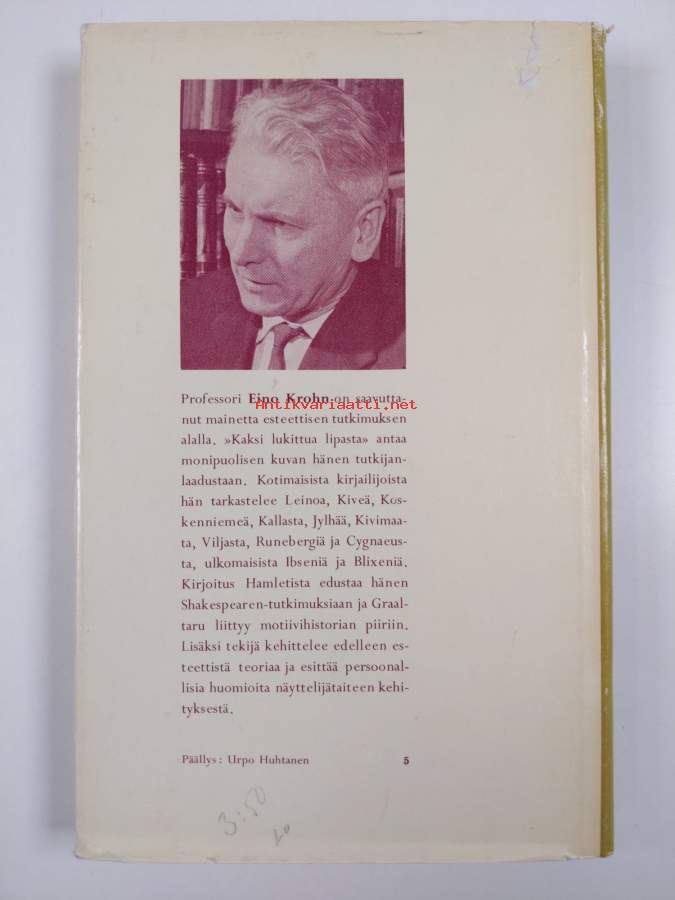 Professori Eino Krohn on saavutta-
Antikvariaatti.net
nut mainetta esteettisen tutkimuksen
alalla. »Kaksi lukittua lipasta» antaa
monipuolisen kuvan hänen tutkijan-
laadustaan. Kotimaisista kirjailijoista
hän tarkastelee Leinoa, Kiveä, Kos-
kenniemeä, Kallasta, Jylhää, Kivimaa-
ta, Viljasta, Runebergiä ja Cygnaeus-
ta, ulkomaisista Ibseniä ja Blixeniä.
Kirjoitus Hamletista edustaa hänen
Shakespearen-tutkimuksiaan ja Graal-
taru liittyy motiivihistorian piiriin.
Lisäksi tekijä kehittelee edelleen es-
teettistä teoriaa ja esittää persoonal-
lisia huomioita näyttelijätaiteen kehi-
tyksestä.
Päällys: Urpo Huhtanen 5
3:50